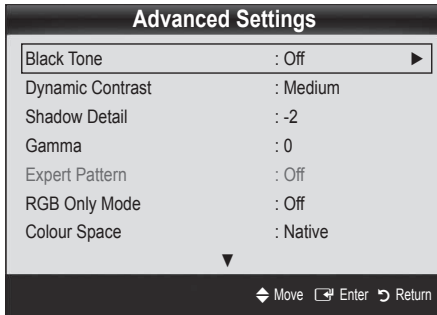 Advanced Settings
Black Tone : Off
Dynamic Contrast : Medium
Shadow Detail : -2
Gamma : 0
Expert Pattern : Off
RGB Only Mode : Off
Colour Space : Native
Move Enter Return